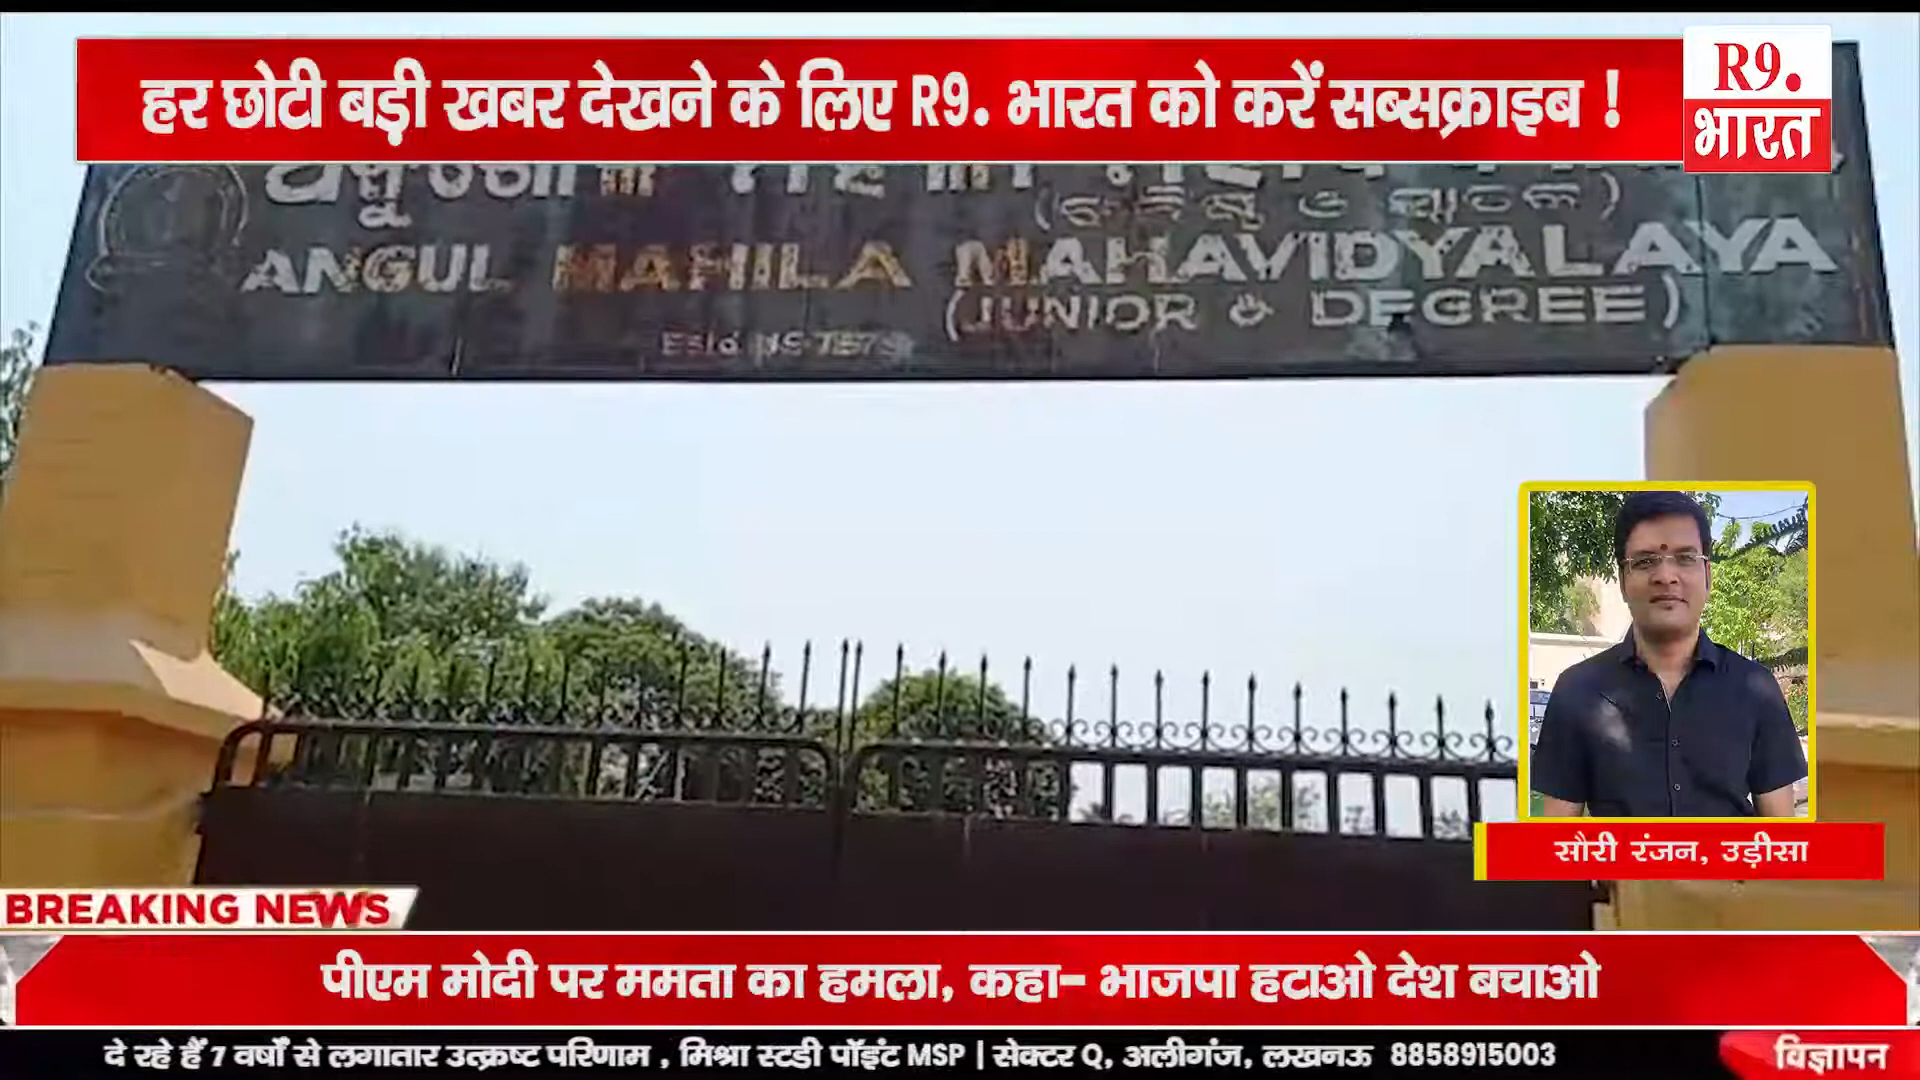 हर छोटी बड़ी खबर देखने के लिए R9. भारत को करें सब्सक्राइब !
R9.
भारत
ANGUL MAHILA MAHAVIDYALAYA
(JUNIOR & DEGREE)
सौरी रंजन, उड़ीसा
BREAKING NEWS
पीएम मोदी पर ममता का हमला, कहा- भाजपा हटाओ देश बचाओ
दे रहे हैं 7 वर्षों से लगातार उत्क्रष्ट परिणाम , मिश्रा स्टडी पॉइंट MSP | सेक्टर Q, अलीगंज, लखनऊ 8858915003
विज्ञापन